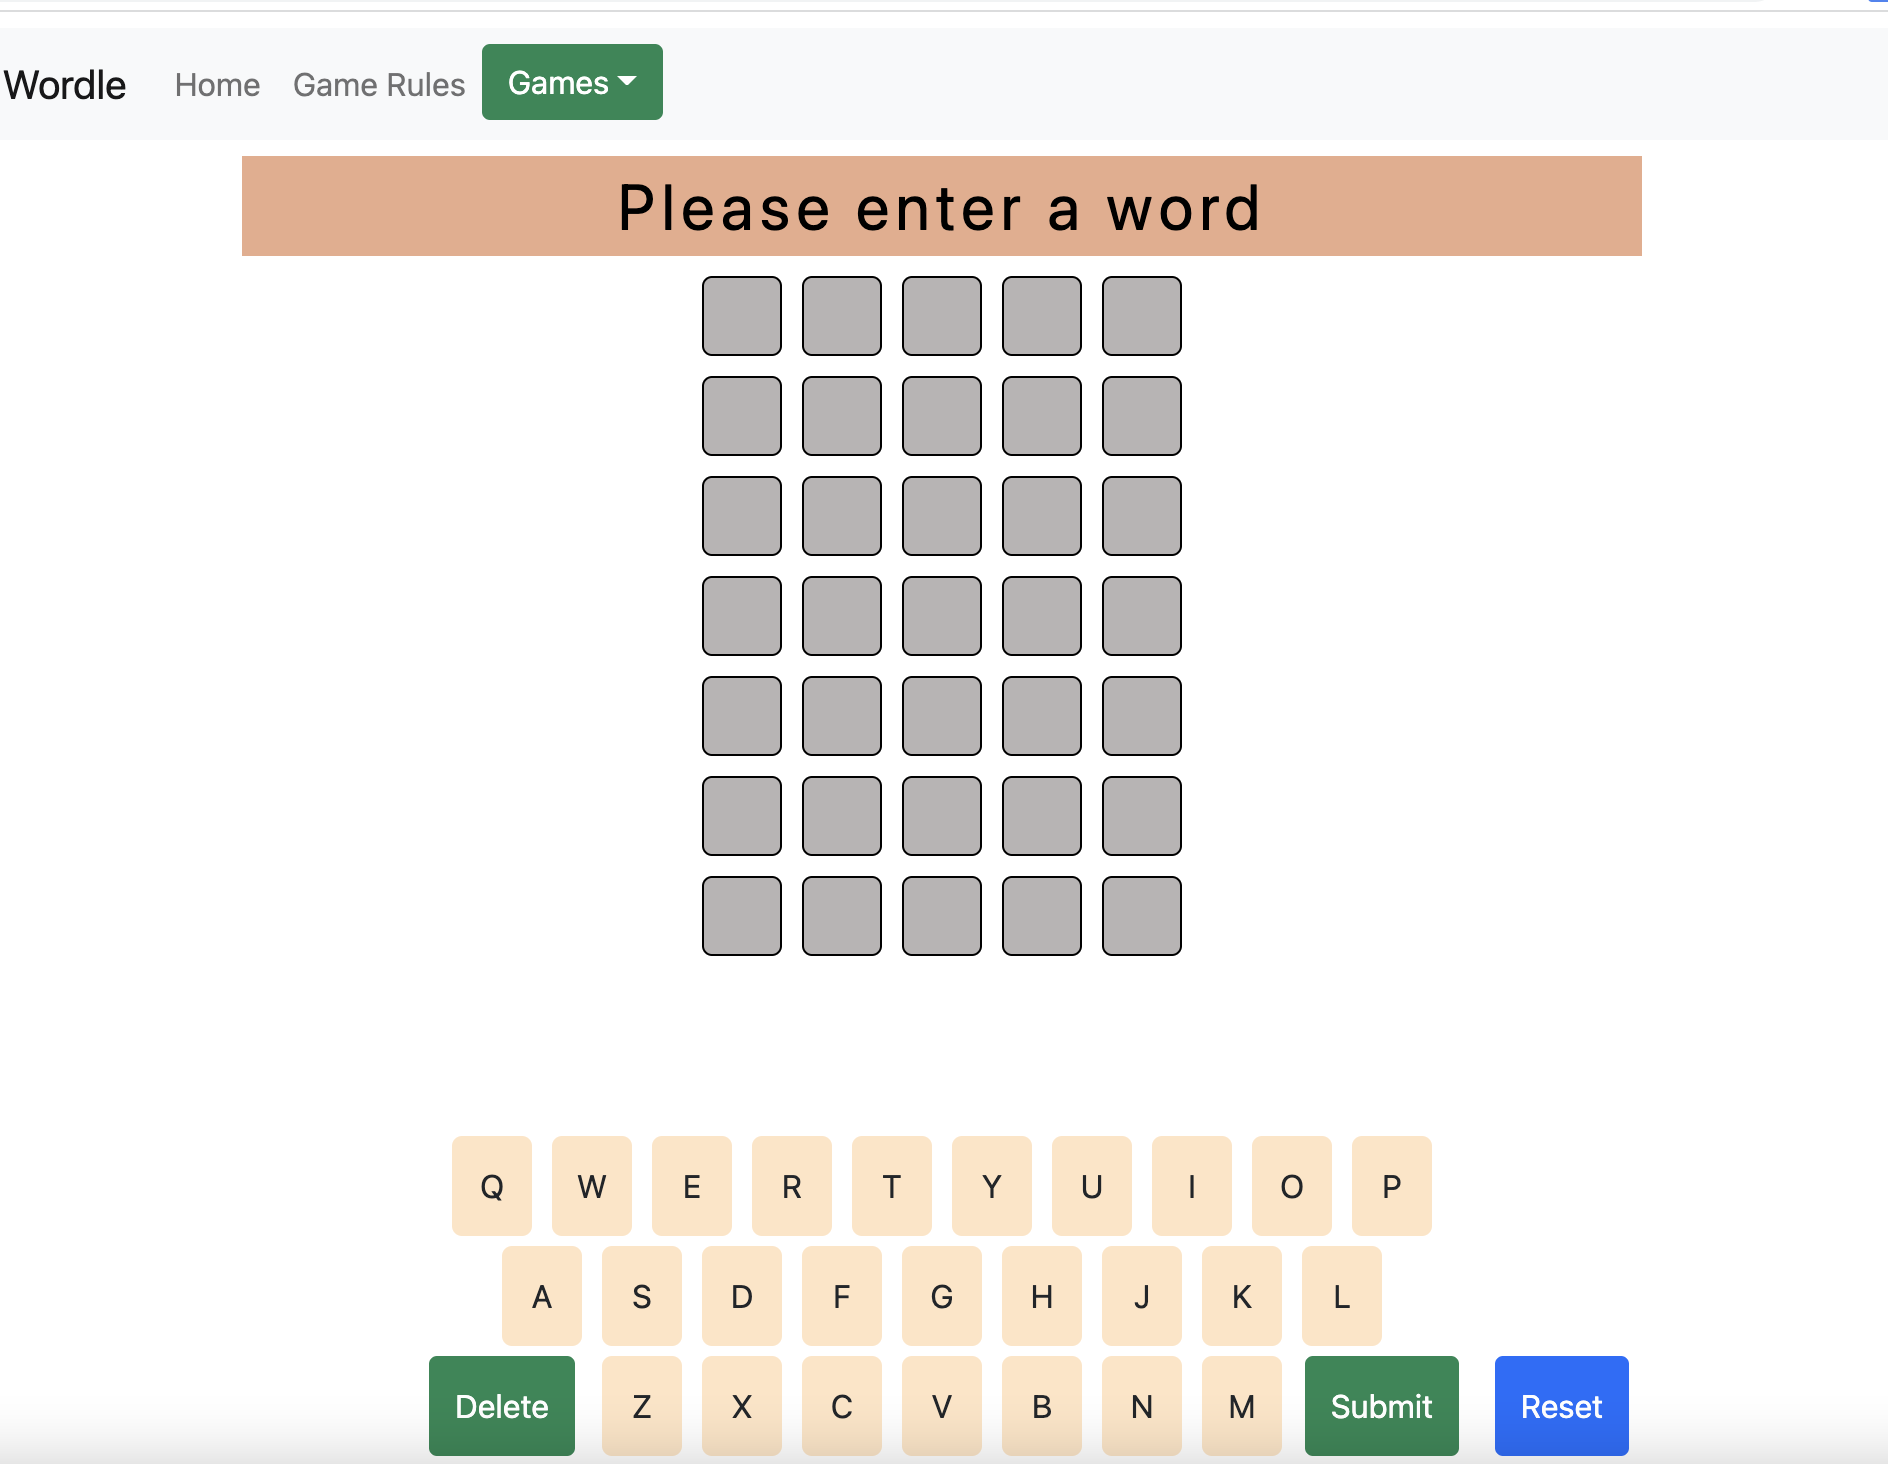 Wordle Home Game Rules Games
Please enter a word
Q W E R T Y U I O P
A S D F G H J K L
Delete Z X C V B N M Submit Reset